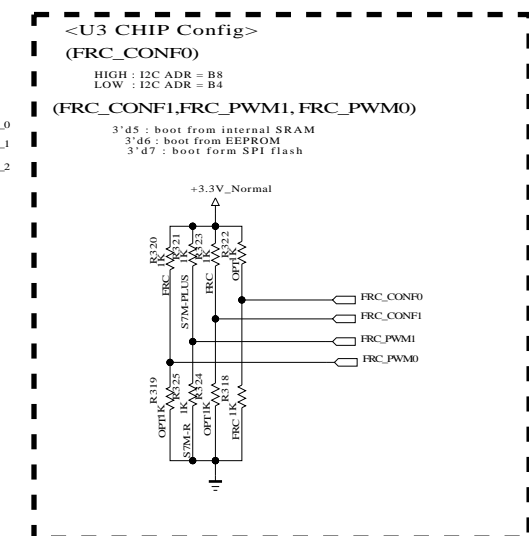 <U3 CHIP Config>
(FRC_CONF0)
HIGH : I2C ADR = B8
LOW : I2C ADR = B4
(FRC_CONF1,FRC_PWM1, FRC_PWM0)
3'd5 : boot from internal SRAM
3'd6 : boot from EEPROM
3'd7 : boot form SPI flash
_0
_1
_2
+3.3V_Normal
R320
1K
FRC
R321
1K
S7M-PLUS
R323
1K
FRC
R322
1K
OPT
FRC_CONF0
FRC_CONF1
FRC_PWM1
FRC_PWM0
R319
1K
OPT
R325
1K
S7M-R
R324
1K
OPT
R318
1K
FRC